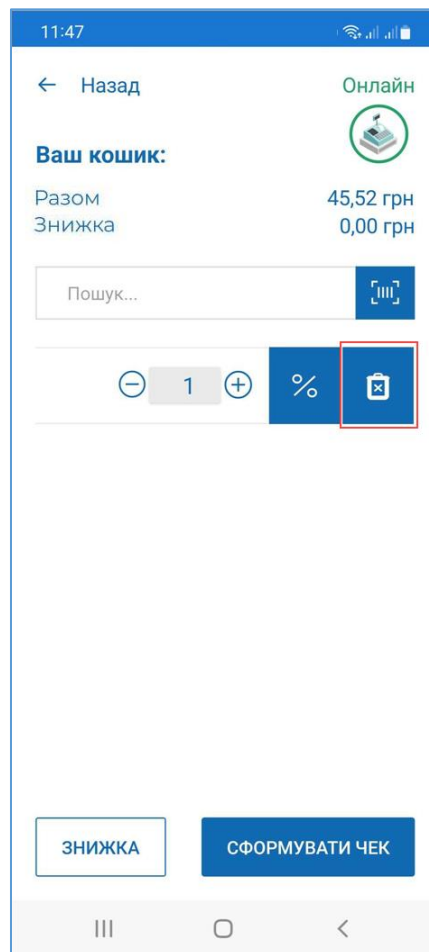 11:47
← Назад
Онлайн
Ваш кошик:
Разом 45,52 грн
Знижка 0,00 грн
Пошук...
1 %
ЗНИЖКА
СФОРМУВАТИ ЧЕК